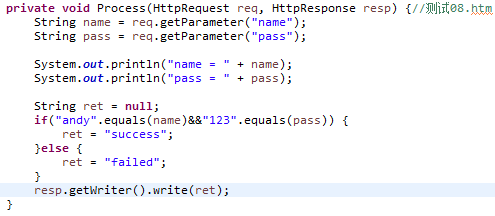 private void Process(HttpRequest req, HttpResponse resp) {//测试08.htm
    String name = req.getParameter("name");
    String pass = req.getParameter("pass");
    System.out.println("name = " + name);
    System.out.println("pass = " + pass);
    String ret = null;
    if("andy".equals(name)&&"123".equals(pass)) {
        ret = "success";
    }else {
        ret = "failed";
    }
    resp.getWriter().write(ret);
}